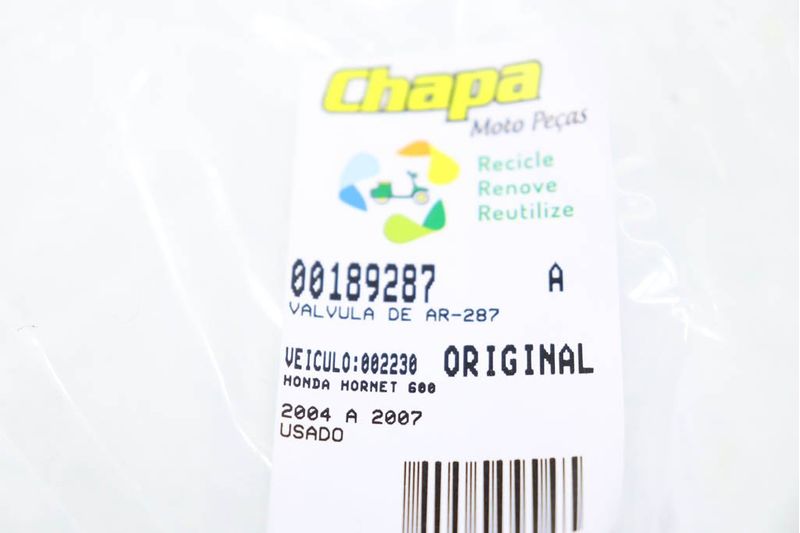 Chapa
Moto Peças
Recicle
Renove
Reutilize
00189287 A
VALVULA DE AR-287
VEICULO:002230 ORIGINAL
HONDA HORNET 600
2004 A 2007
USADO